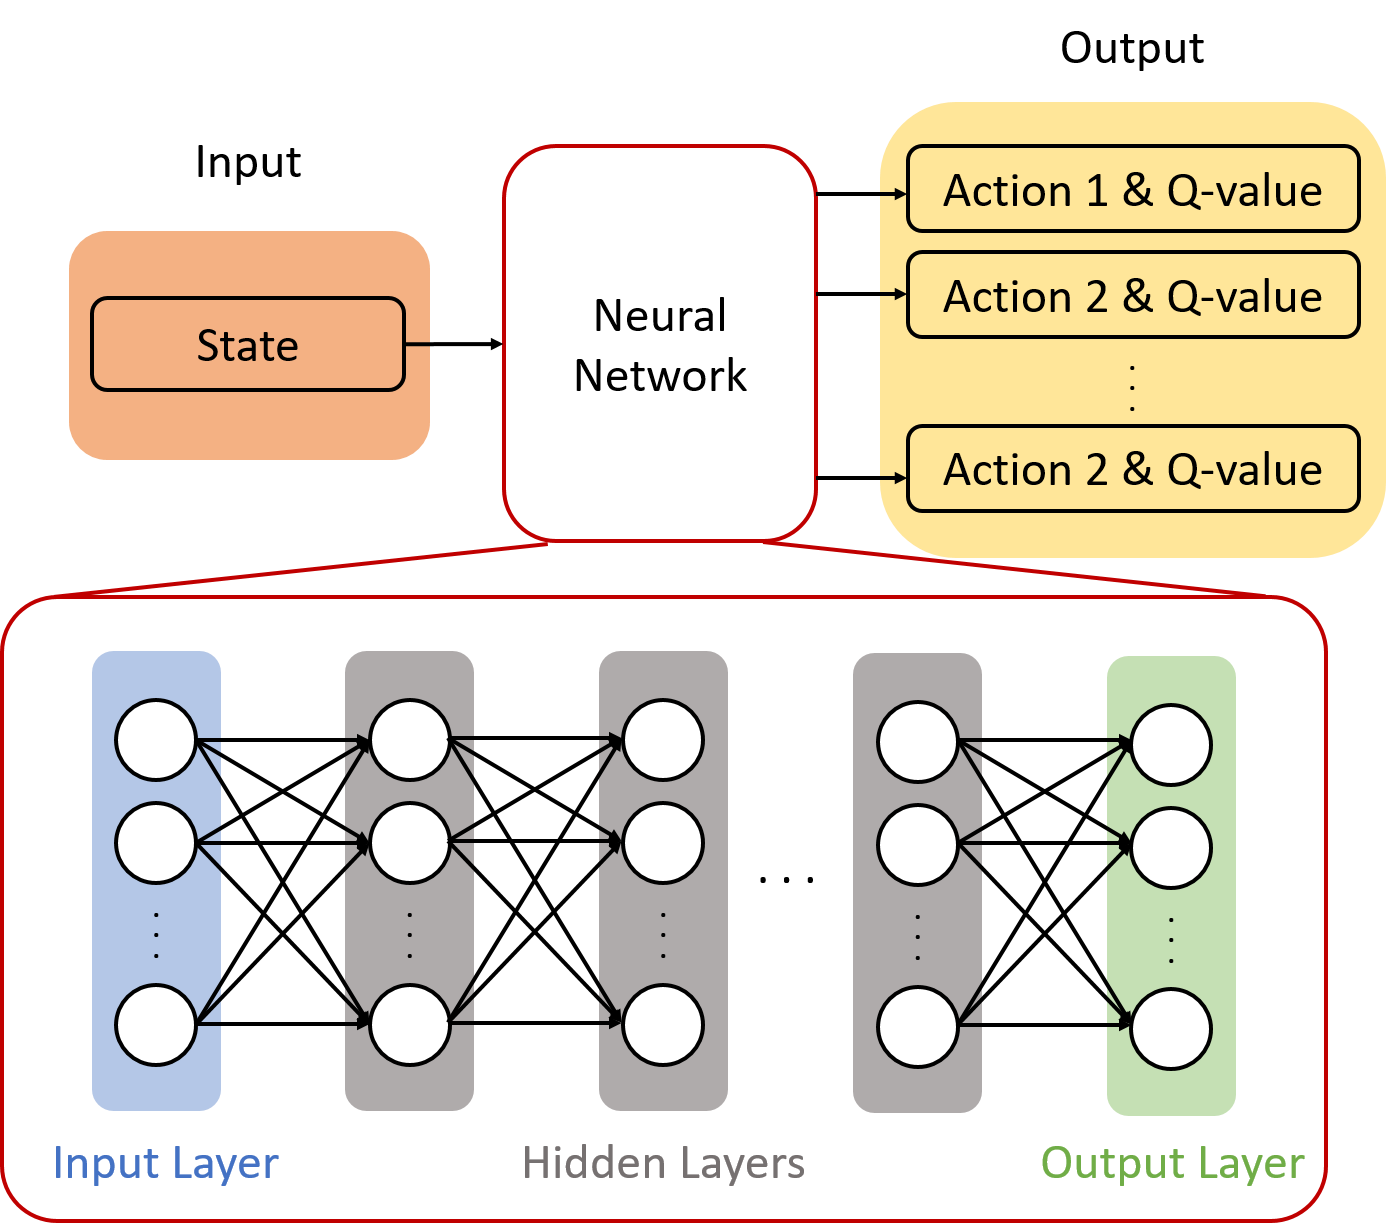 Output
Input
Action 1 & Q-value
Action 2 & Q-value
State
Neural
Network
Action 2 & Q-value
Input Layer
Hidden Layers
Output Layer